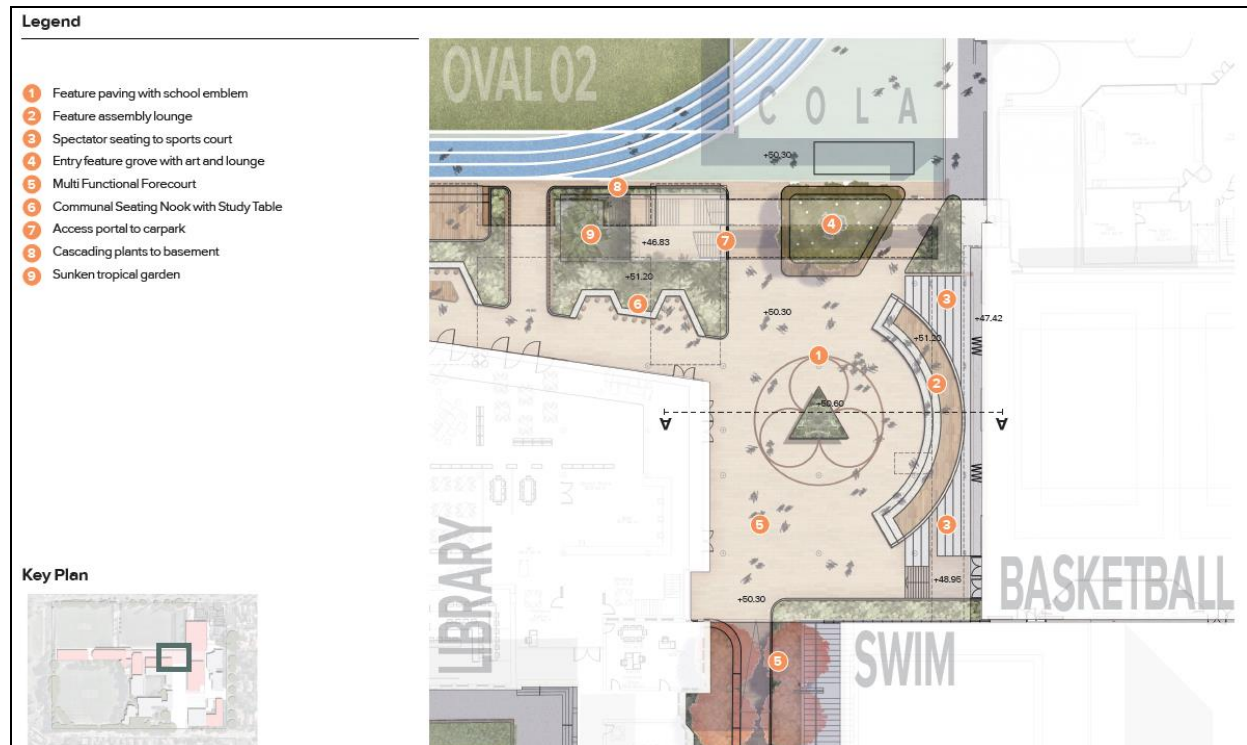 Legend
1 Feature paving with school emblem
2 Feature assembly lounge
3 Spectator seating to sports court
4 Entry feature grove with art and lounge
5 Multi Functional Forecourt
6 Communal Seating Nook with Study Table
7 Access portal to carpark
8 Cascading plants to basement
9 Sunken tropical garden
Key Plan
OVAL 02
COLA
+50.30
8
9
4
7
+46.83
+51.20
6
3
+50.30
+47.42
+51.20
1
2
+50.60
A
A
5
3
+48.95
+50.30
LIBRARY
BASKETBALL
5
SWIM